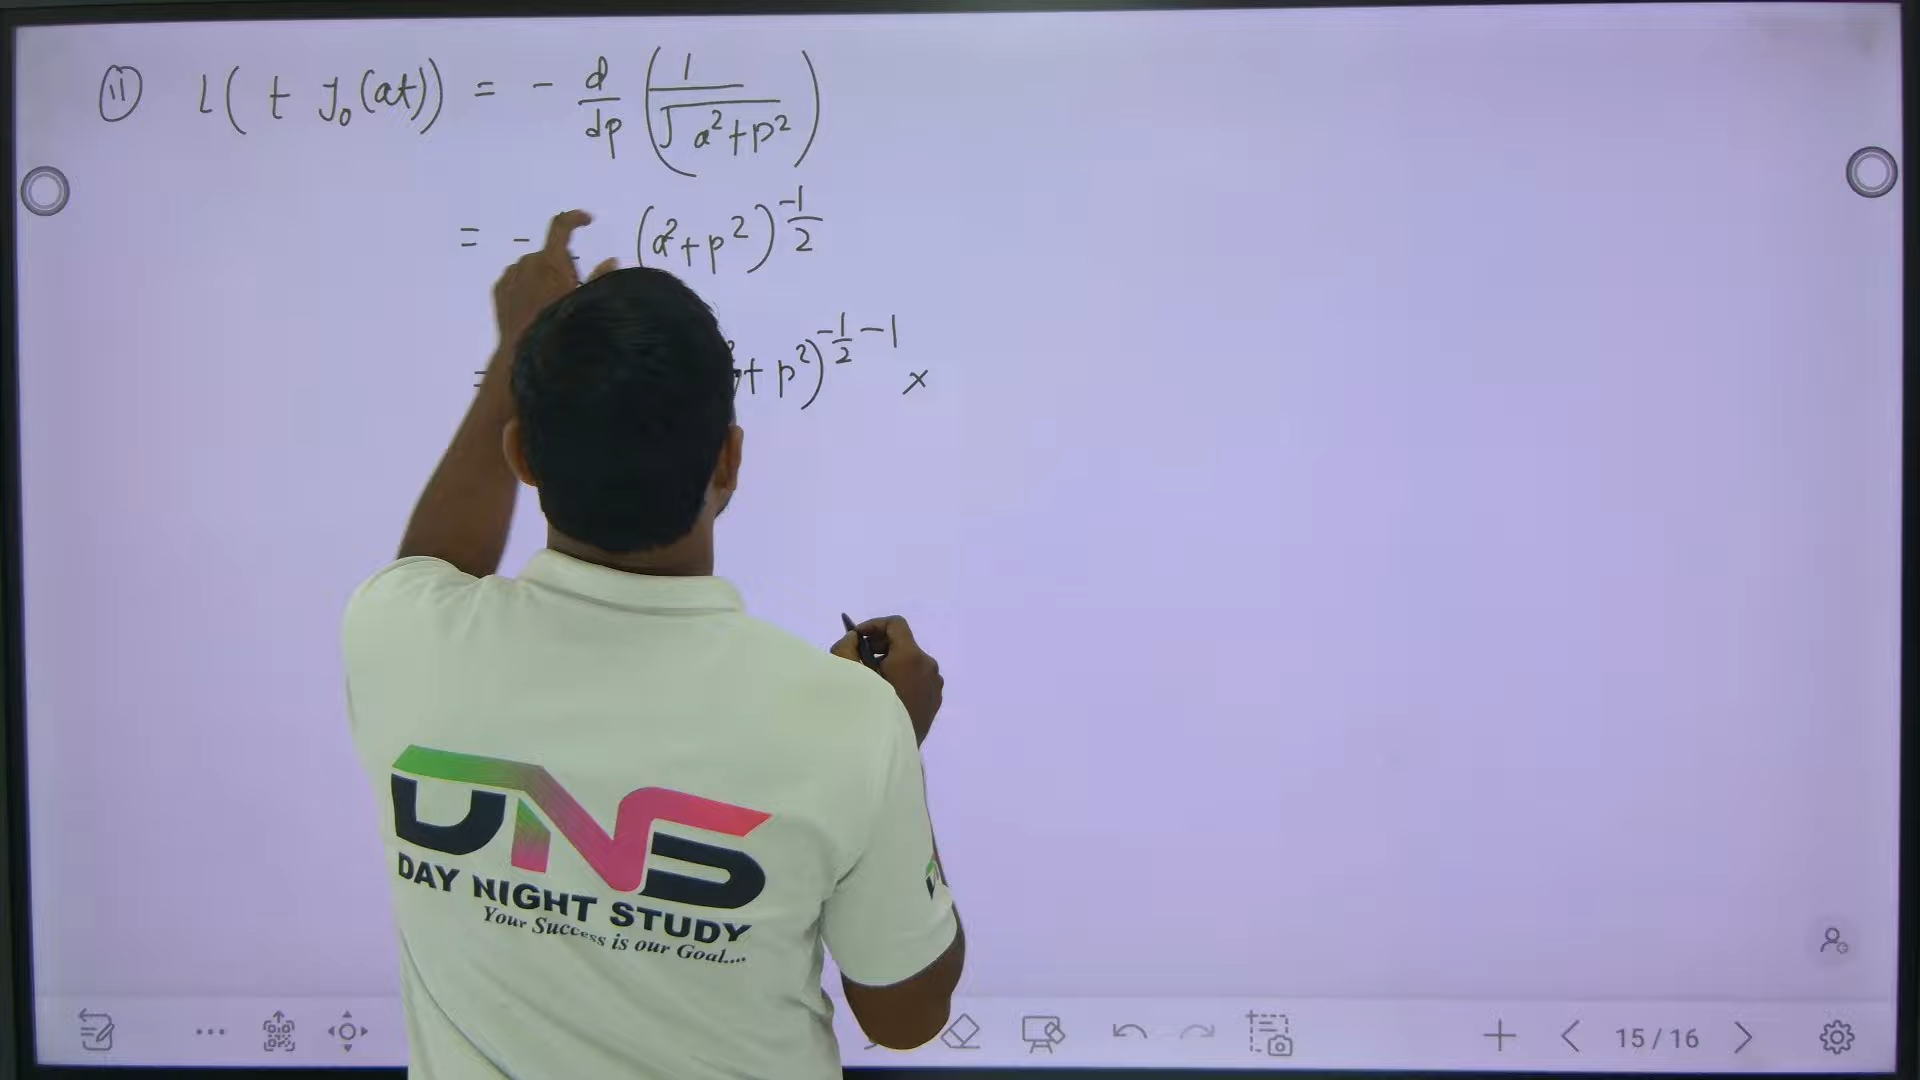 (ii) L( t J₀(at)) = - d/dp (1/√a²+p²)
= - (a²+p²)^-1/2
= + p²)^-1/2-1 ×
DNS
DAY NIGHT STUDY
Your Success is our Goal....
15/16